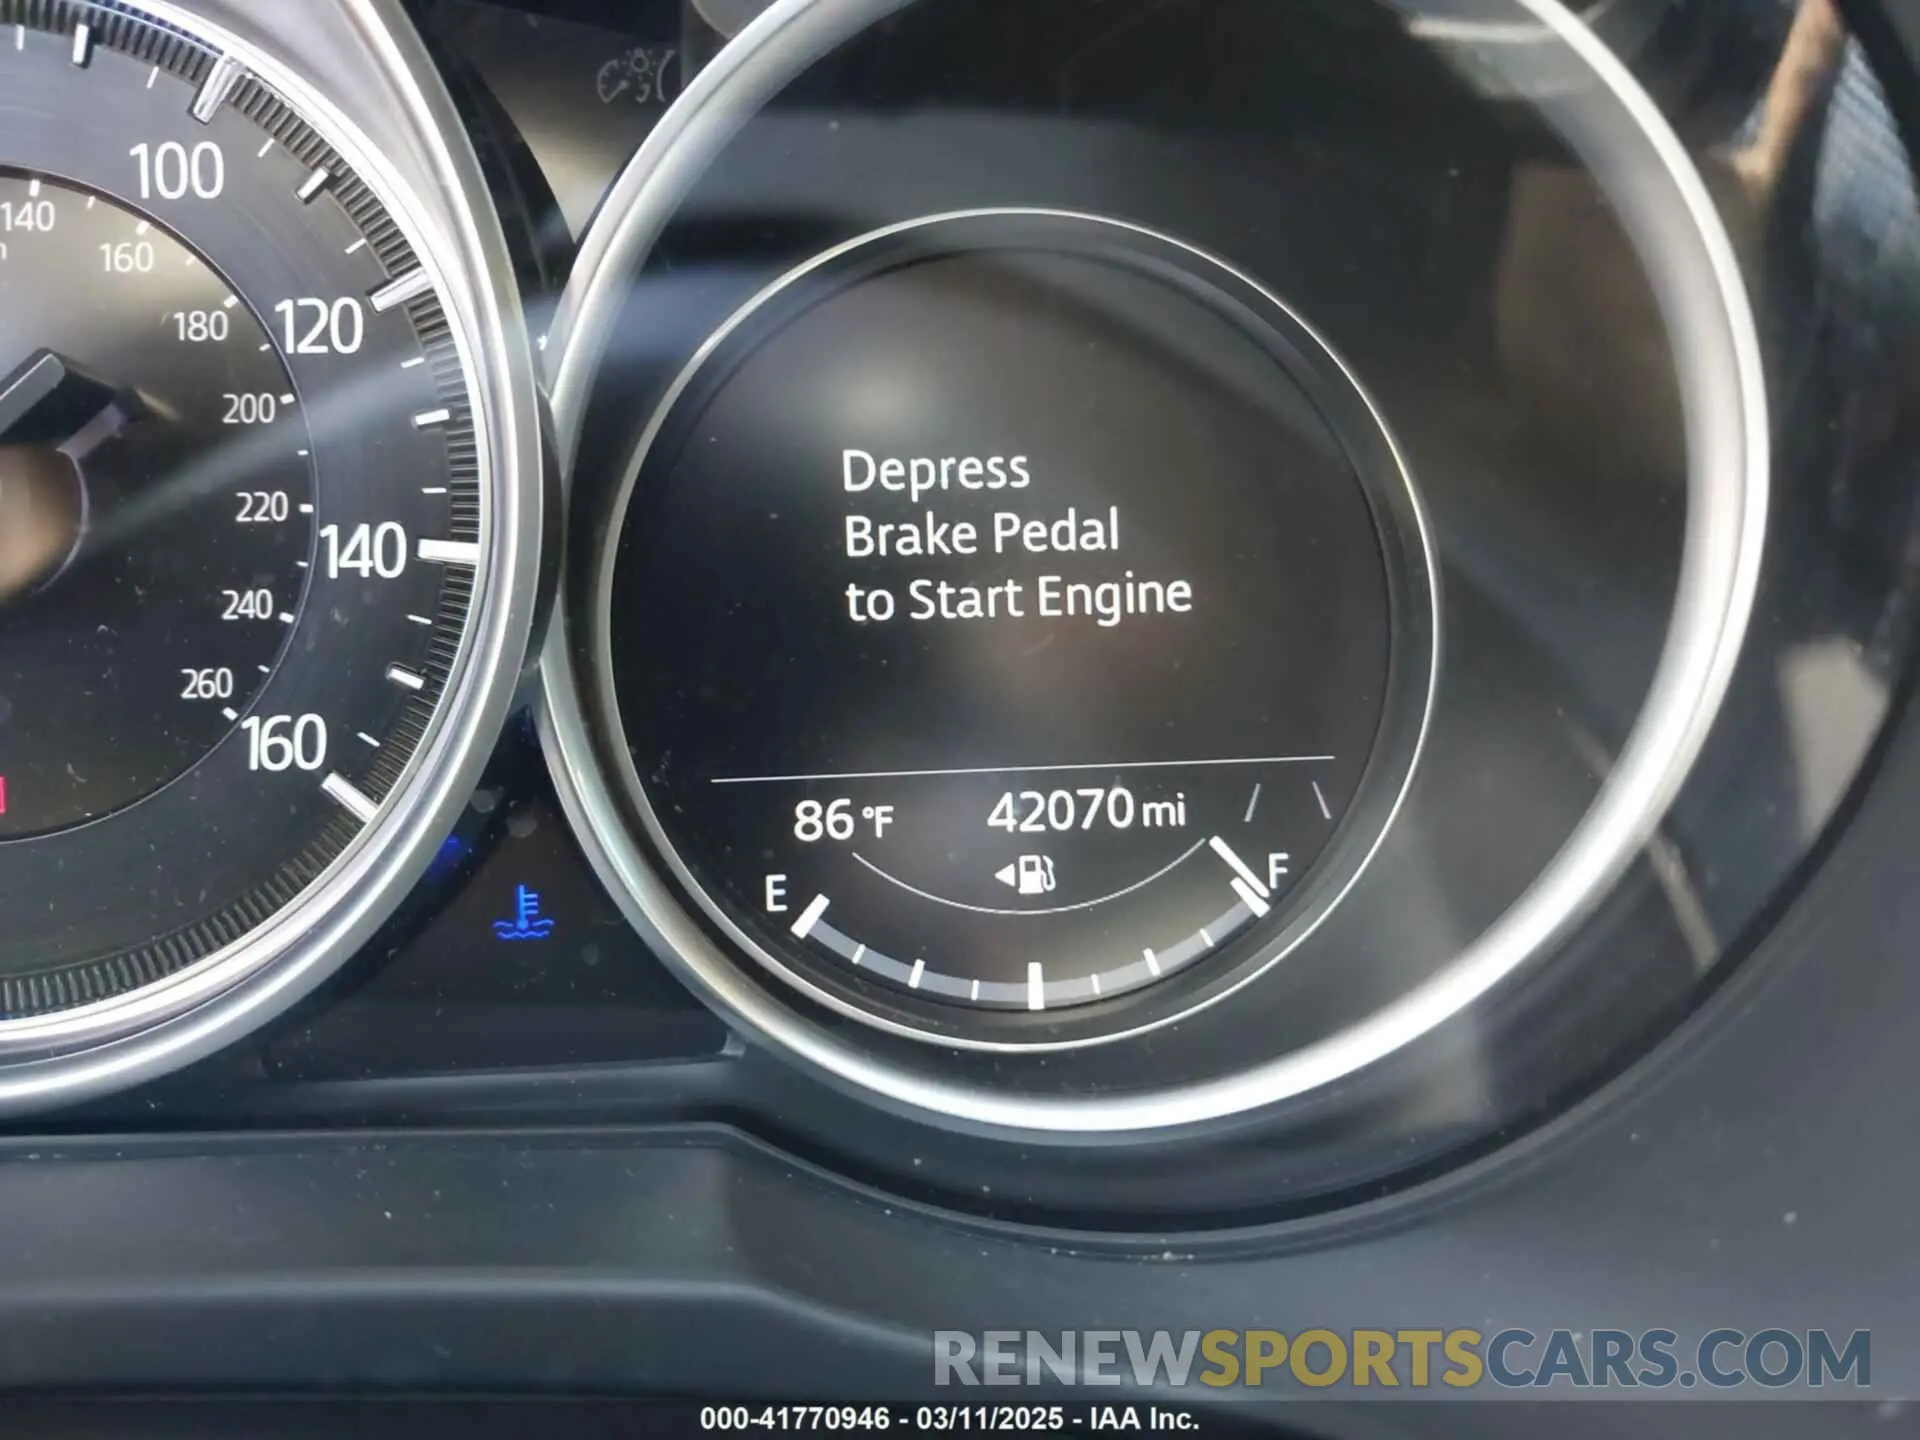 100
140
160
180
120
200
220
140
240
260
160
Depress
Brake Pedal
to Start Engine
86 °F 42070 mi
E F
RENEWSPORTSCARS.COM
000-41770946 - 03/11/2025 - IAA Inc.